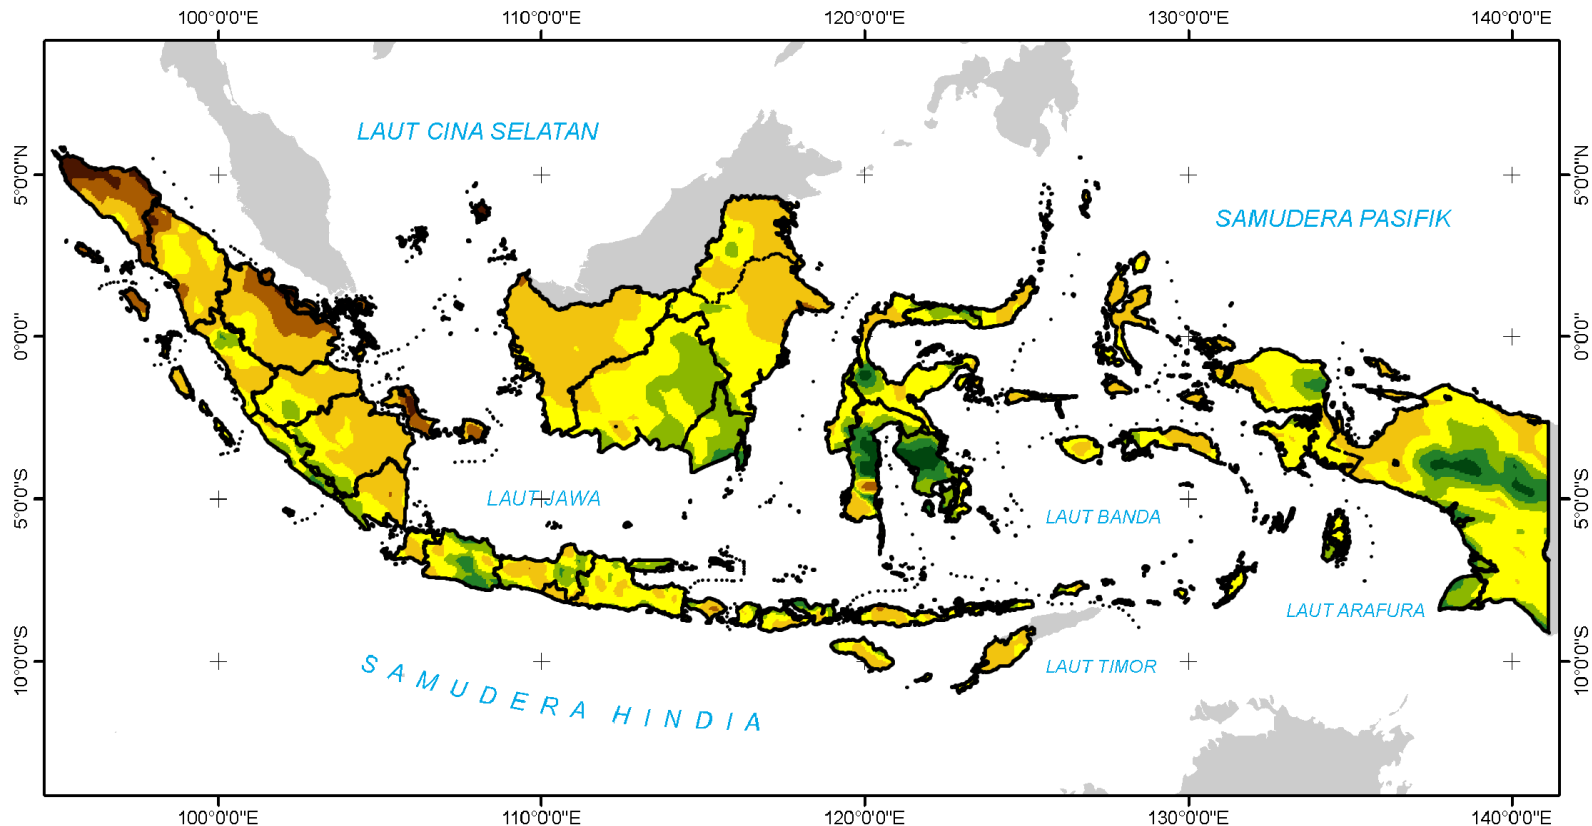 100°0'0"E 110°0'0"E 120°0'0"E 130°0'0"E 140°0'0"E
LAUT CINA SELATAN
5°0'0"N 5°0'0"N
SAMUDERA PASIFIK
0°0'0" 0°0'0"
LAUT JAWA
5°0'0"S 5°0'0"S
LAUT BANDA
LAUT ARAFURA
10°0'0"S 10°0'0"S
LAUT TIMOR
SAMUDERA HINDIA
100°0'0"E 110°0'0"E 120°0'0"E 130°0'0"E 140°0'0"E